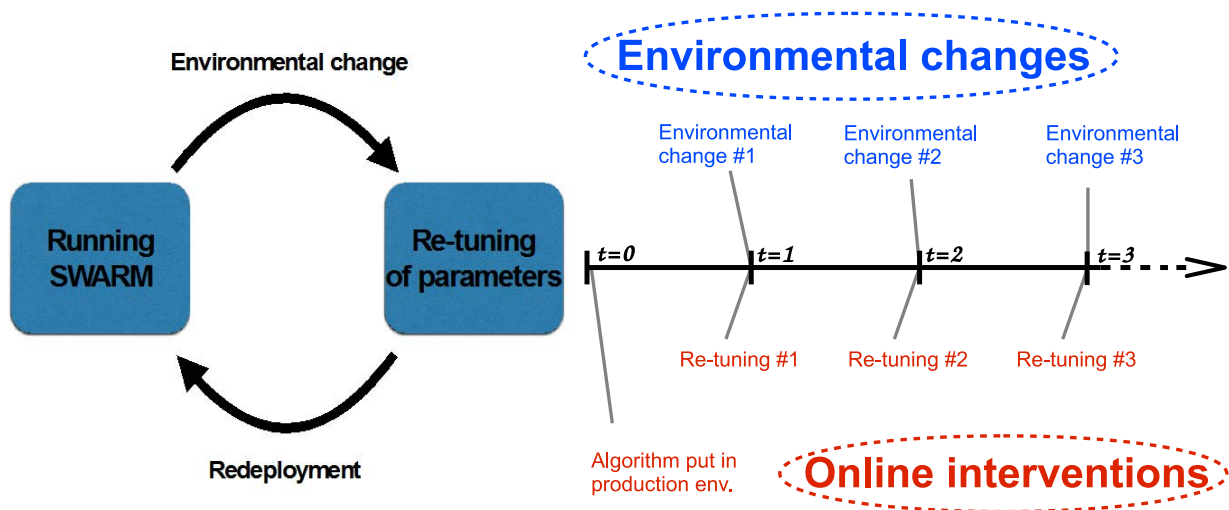 Environmental change
Running
SWARM
Re-tuning
of parameters
Redeployment
Environmental changes
Environmental
change #1
Environmental
change #2
Environmental
change #3
t=0
t=1
t=2
t=3
Re-tuning #1
Re-tuning #2
Re-tuning #3
Algorithm put in
production env.
Online interventions